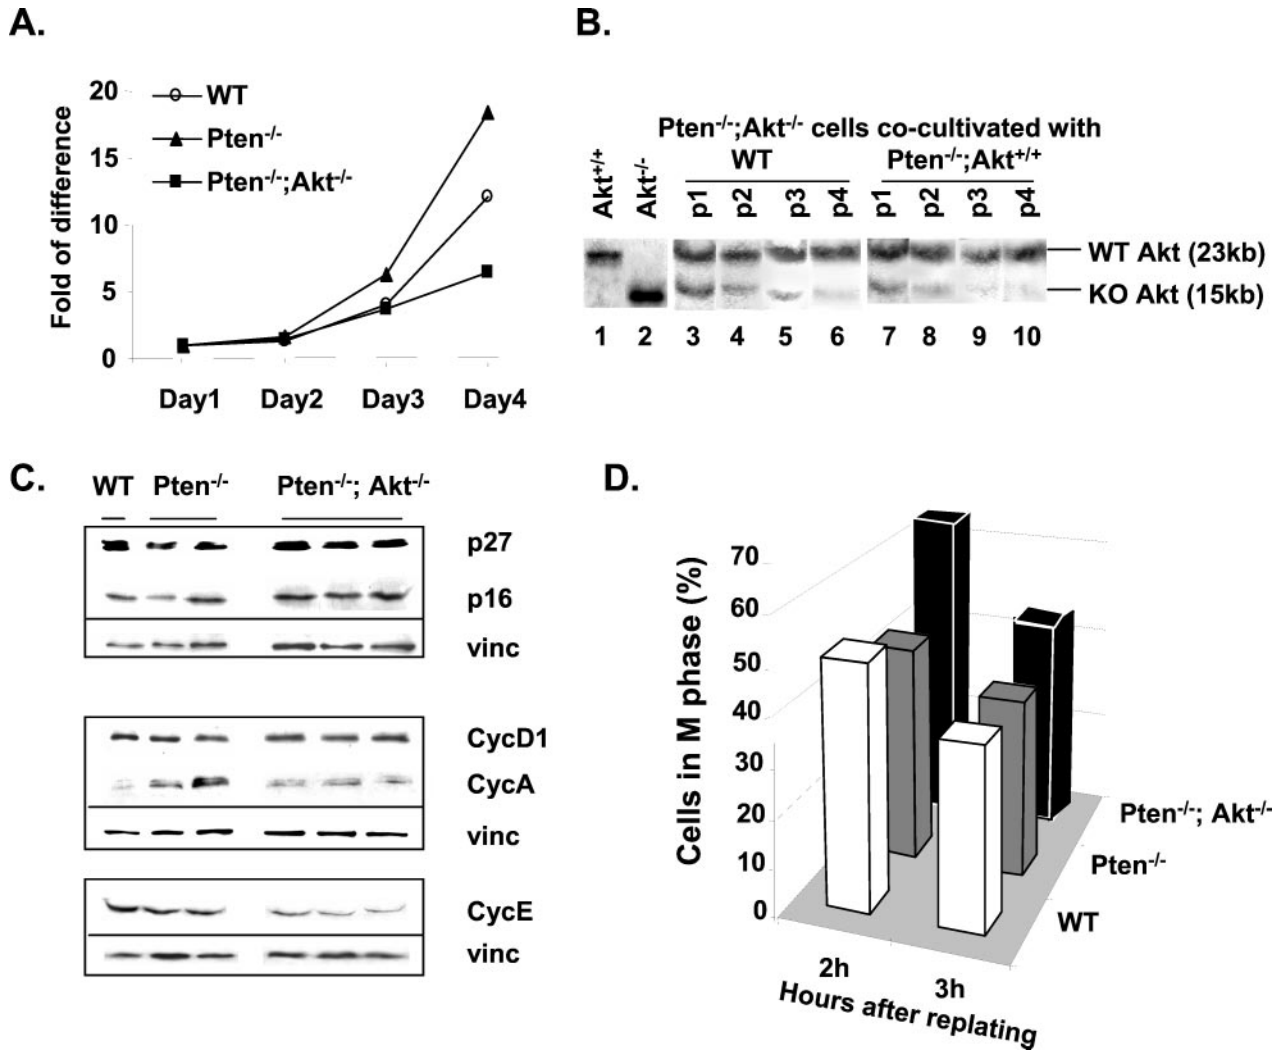 A.
20
15
10
5
0
Fold of difference
WT
Pten-/-
Pten-/-;Akt-/-
Day1 Day2 Day3 Day4
B.
Pten-/-;Akt-/- cells co-cultivated with
WT Pten-/-;Akt+/+
Akt+/+ Akt-/- p1 p2 p3 p4 p1 p2 p3 p4
WT Akt (23kb)
KO Akt (15kb)
1 2 3 4 5 6 7 8 9 10
C.
WT Pten-/- Pten-/-; Akt-/-
p27
p16
vinc
CycD1
CycA
vinc
CycE
vinc
D.
70
60
50
40
30
20
10
0
Cells in M phase (%)
Pten-/-; Akt-/-
Pten-/-
WT
2h
3h
Hours after replating